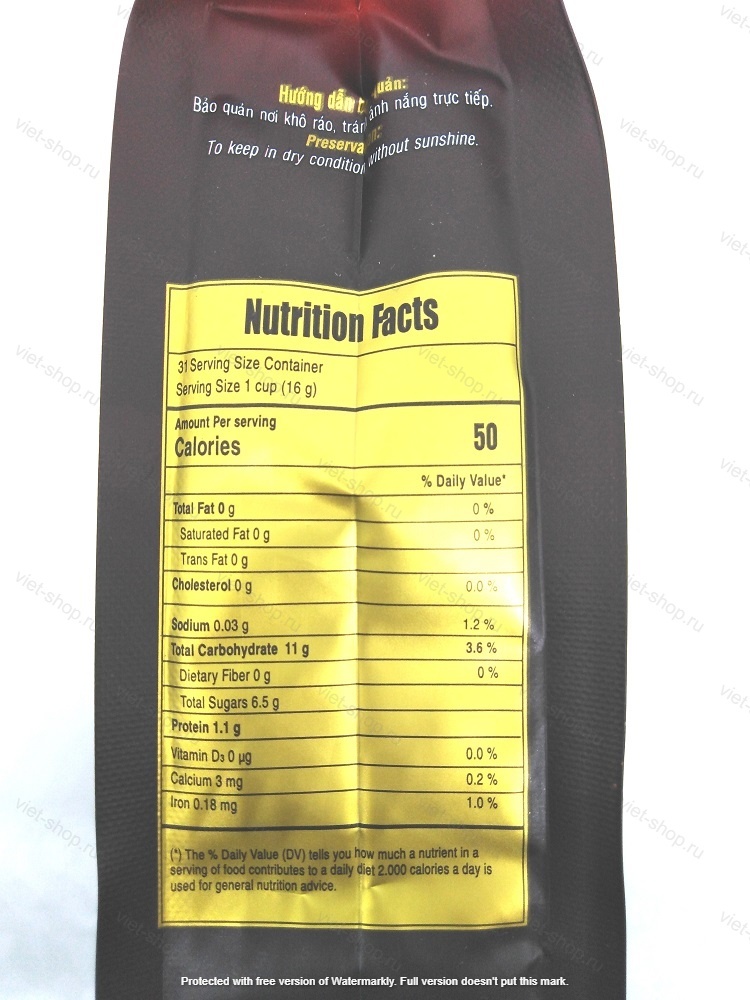 Hướng dẫn quản:
Bảo quản nơi khô ráo, tránh ánh nắng trực tiếp.
Preserva
To keep in dry condition without sunshine.
Nutrition Facts
31 Serving Size Container
Serving Size 1 cup (16 g)
Amount Per serving
Calories 50
% Daily Value*
Total Fat 0 g 0 %
Saturated Fat 0 g 0 %
Trans Fat 0 g
Cholesterol 0 g 0.0 %
Sodium 0.03 g 1.2 %
Total Carbohydrate 11 g 3.6 %
Dietary Fiber 0 g 0 %
Total Sugars 6.5 g
Protein 1.1 g
Vitamin D₃ 0 µg 0.0 %
Calcium 3 mg 0.2 %
Iron 0.18 mg 1.0 %
(*) The % Daily Value (DV) tells you how much a nutrient in a
serving of food contributes to a daily diet 2.000 calories a day is
used for general nutrition advice.
viet-shop.ru
Protected with free version of Watermarkly. Full version doesn't put this mark.